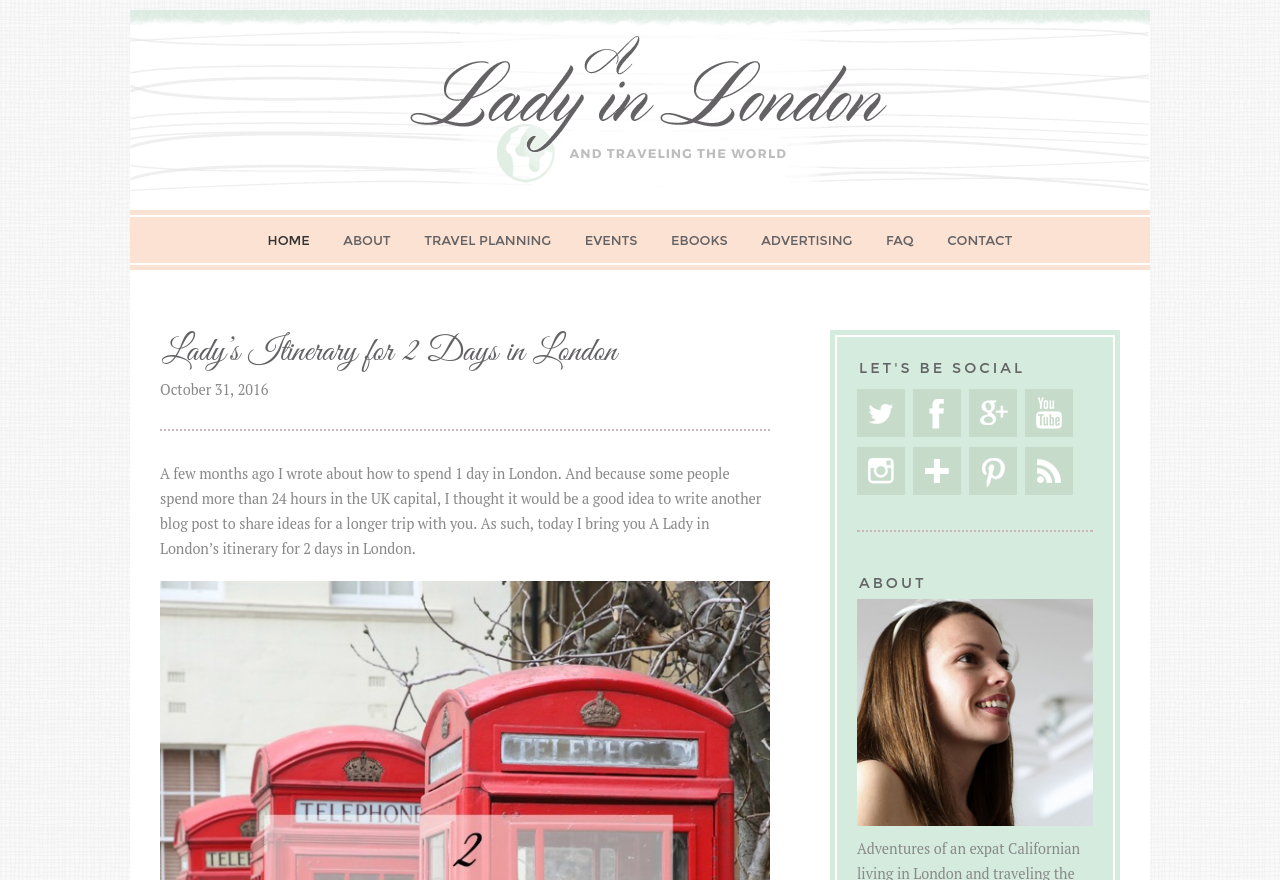 A
Lady in London
AND TRAVELING THE WORLD
HOME ABOUT TRAVEL PLANNING EVENTS EBOOKS ADVERTISING FAQ CONTACT
Lady's Itinerary for 2 Days in London
October 31, 2016
A few months ago I wrote about how to spend 1 day in London. And because some people
spend more than 24 hours in the UK capital, I thought it would be a good idea to write another
blog post to share ideas for a longer trip with you. As such, today I bring you A Lady in
London’s itinerary for 2 days in London.
TELEPHONE
TELEPHONE
TELE
2
LET'S BE SOCIAL
g+
You
Tube
ABOUT
Adventures of an expat Californian
living in London and traveling the